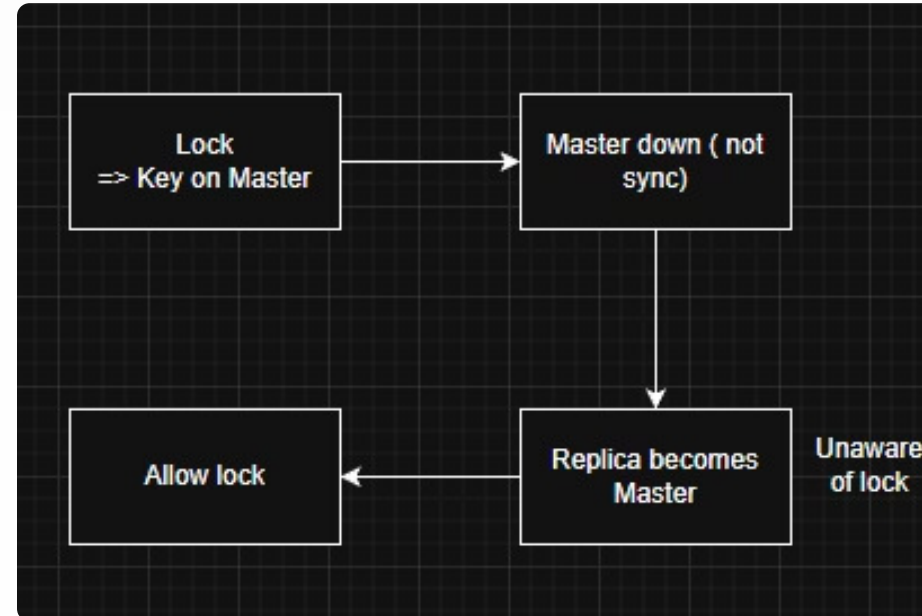 Lock
=> Key on Master
Master down ( not
sync)
Replica becomes
Master
Unaware
of lock
Allow lock